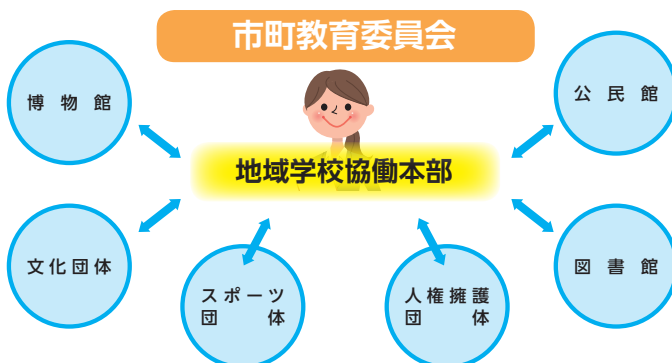 市町教育委員会
博物館
公民館
地域学校協働本部
文化団体
図書館
スポーツ
団体
人権擁護
団体